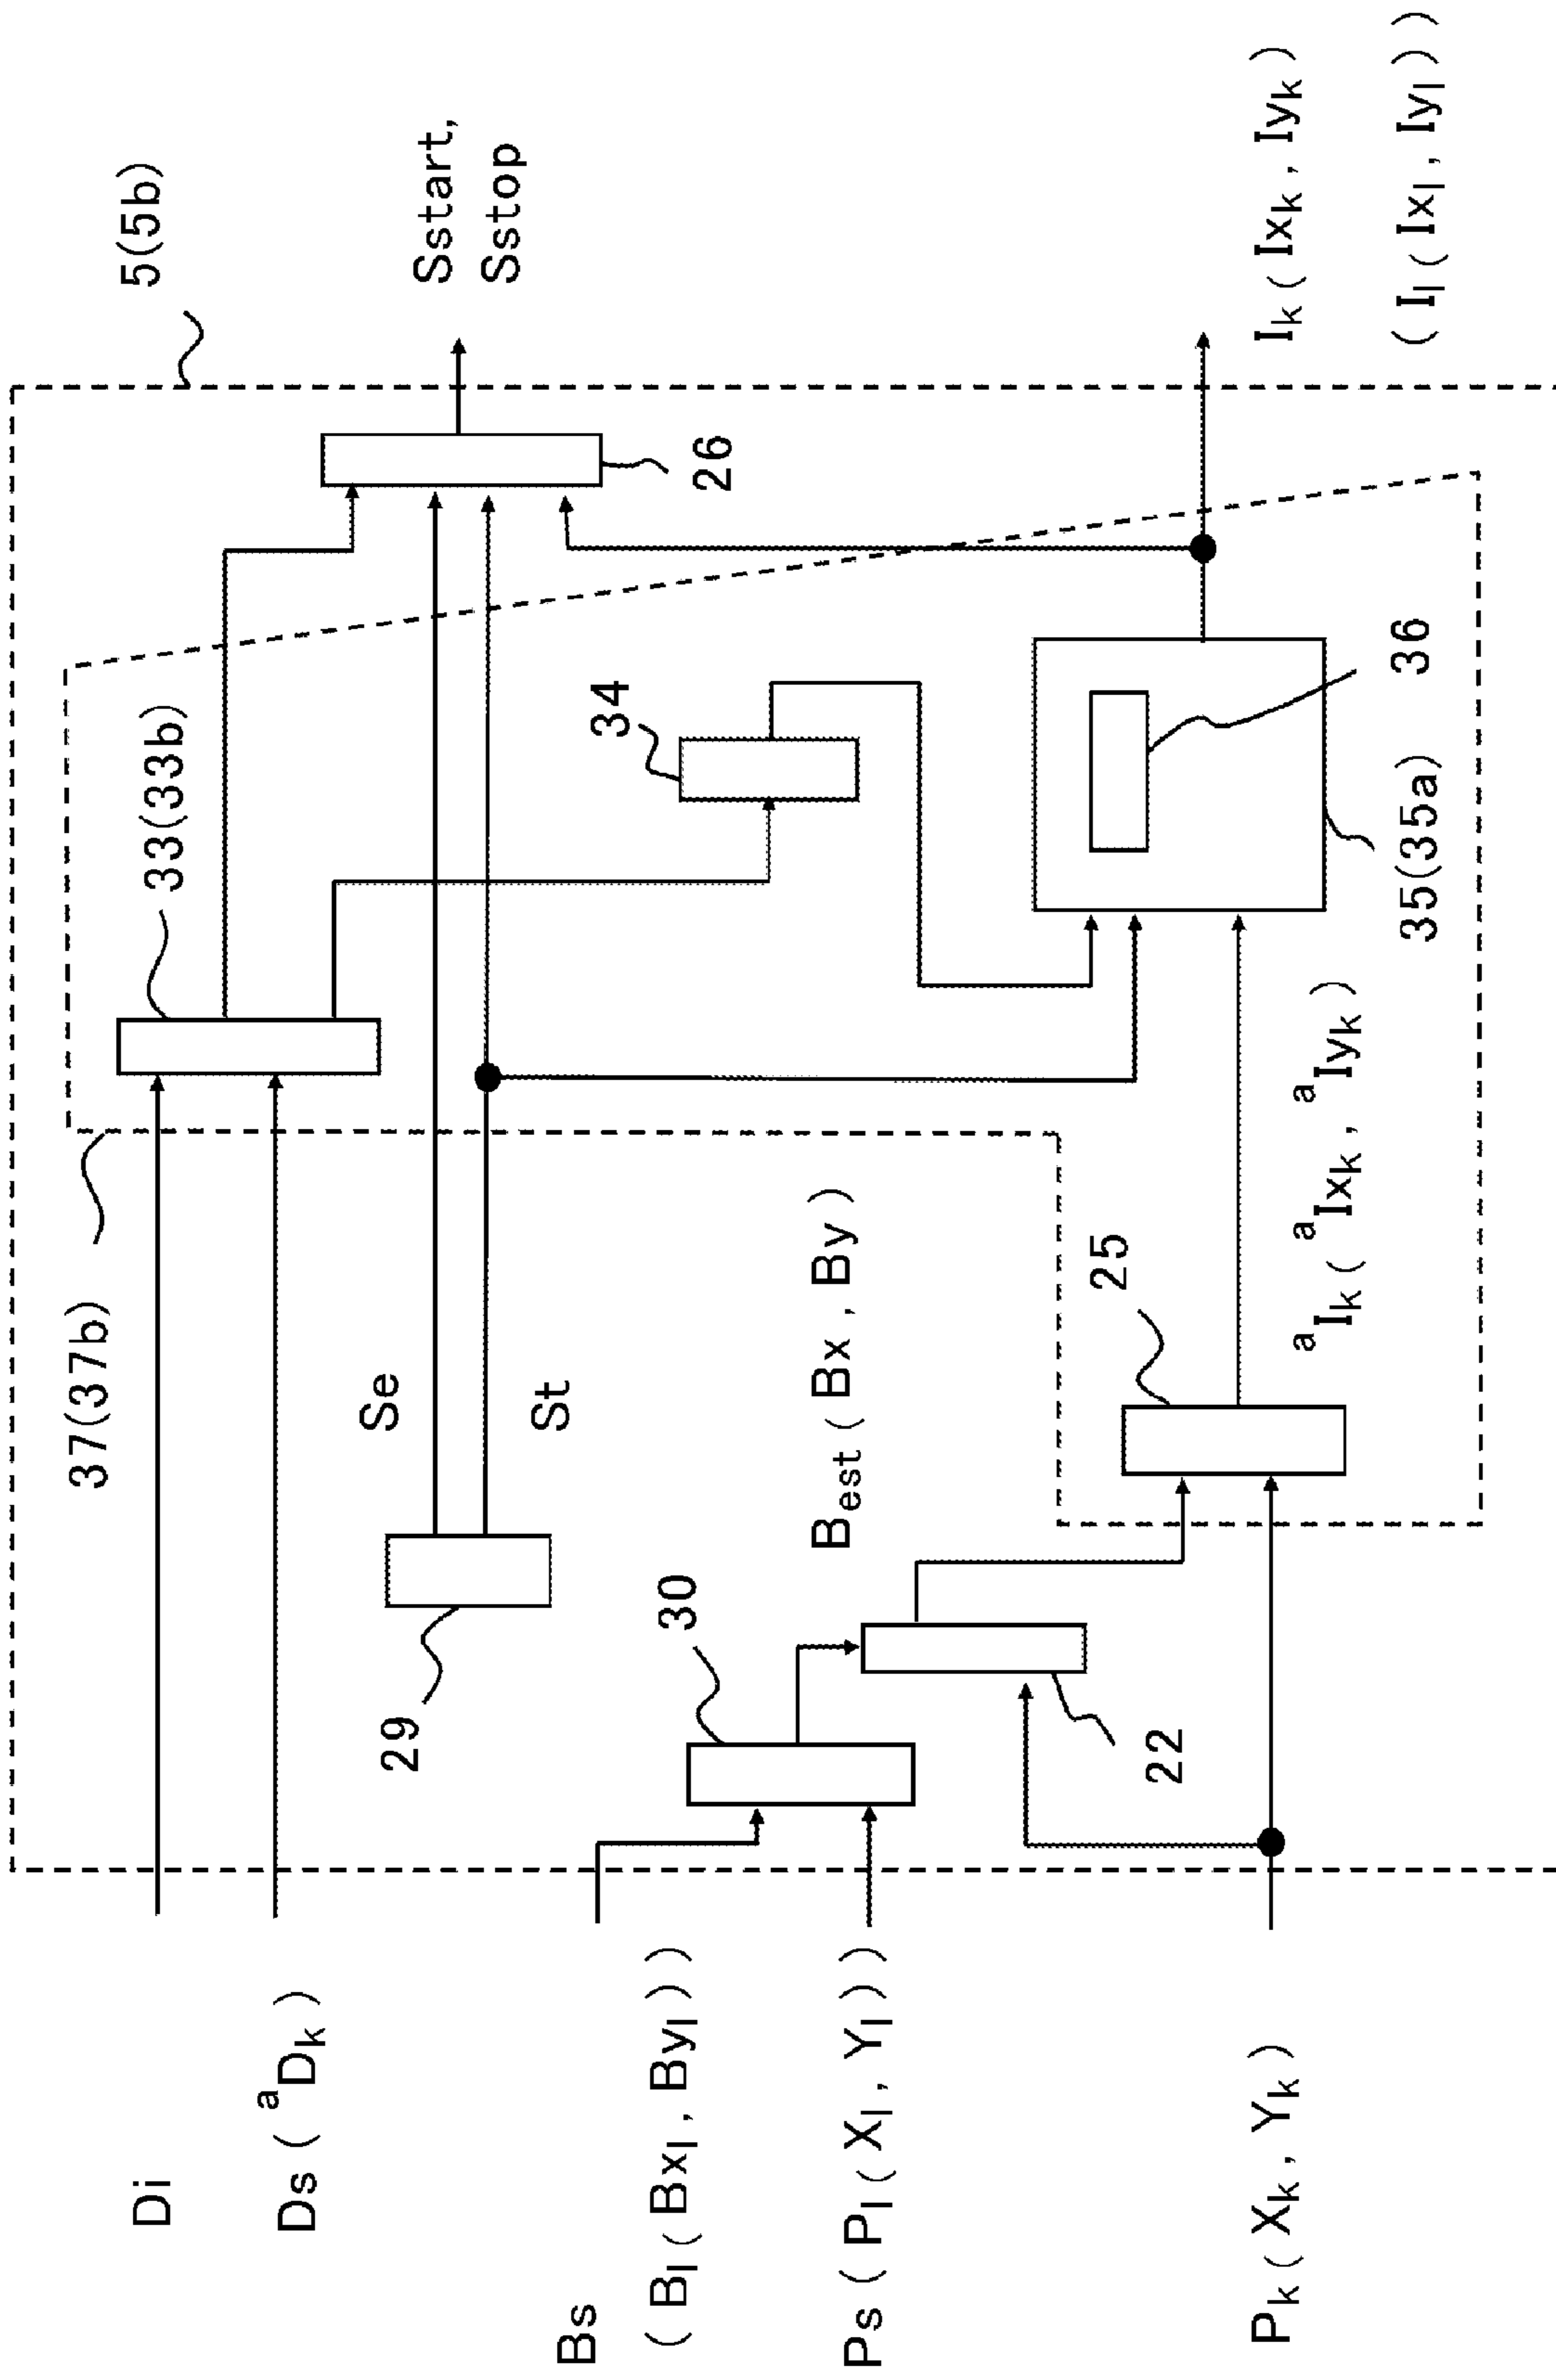 5(5b)
Di
Ds ( ᵃDₖ )
37(37b)
33(33b)
Se
St
29
26
Sstart,
Sstop
34
Bs
( Bₗ ( Bxₗ , Byₗ ))
30
Ps ( Pₗ ( Xₗ , Yₗ ))
22
B_est ( Bx , By )
36
35(35a)
25
ᵃIₖ ( ᵃIxₖ , ᵃIyₖ )
Pₖ ( Xₖ , Yₖ )
Iₖ ( Ixₖ , Iyₖ )
( Iₗ ( Ixₗ , Iyₗ ))